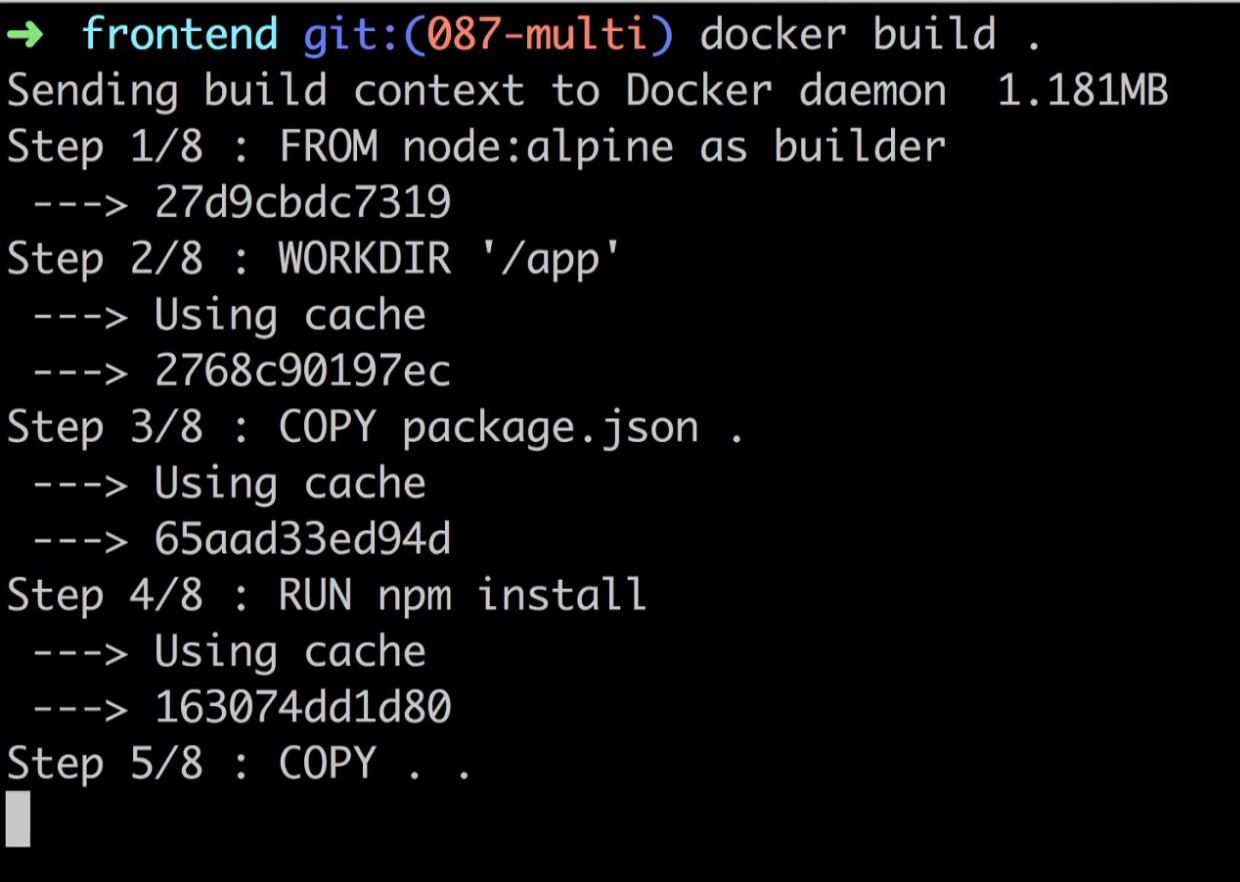 ➜ frontend git:(087-multi) docker build .
Sending build context to Docker daemon  1.181MB
Step 1/8 : FROM node:alpine as builder
 ---> 27d9cbdc7319
Step 2/8 : WORKDIR '/app'
 ---> Using cache
 ---> 2768c90197ec
Step 3/8 : COPY package.json .
 ---> Using cache
 ---> 65aad33ed94d
Step 4/8 : RUN npm install
 ---> Using cache
 ---> 163074dd1d80
Step 5/8 : COPY . .